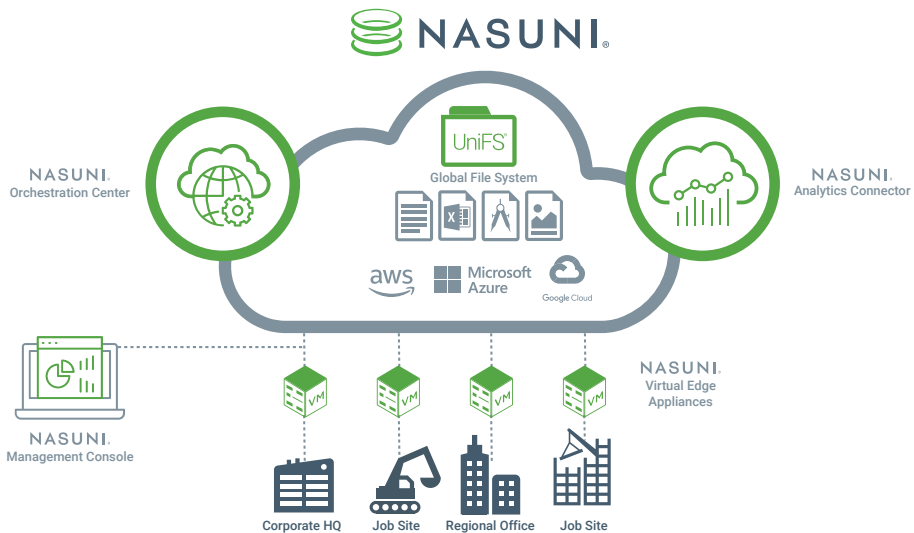 NASUNI®
UniFS®
Global File System
NASUNI®
Orchestration Center
NASUNI®
Analytics Connector
X
aws
Microsoft
Azure
Google Cloud
VM
VM
VM
VM
NASUNI®
Virtual Edge
Appliances
NASUNI®
Management Console
Corporate HQ
Job Site
Regional Office
Job Site